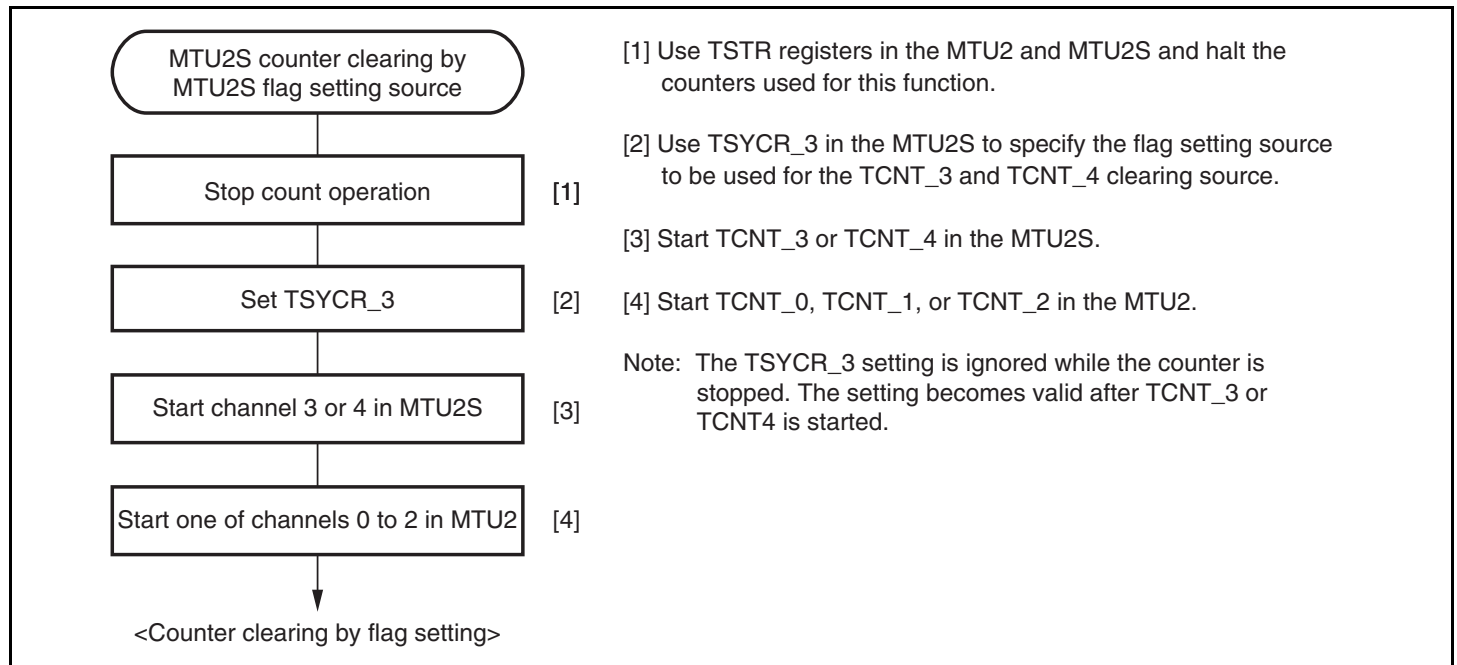 MTU2S counter clearing by
MTU2S flag setting source
Stop count operation
[1]
Set TSYCR_3
[2]
Start channel 3 or 4 in MTU2S
[3]
Start one of channels 0 to 2 in MTU2
[4]
<Counter clearing by flag setting>
[1] Use TSTR registers in the MTU2 and MTU2S and halt the
counters used for this function.
[2] Use TSYCR_3 in the MTU2S to specify the flag setting source
to be used for the TCNT_3 and TCNT_4 clearing source.
[3] Start TCNT_3 or TCNT_4 in the MTU2S.
[4] Start TCNT_0, TCNT_1, or TCNT_2 in the MTU2.
Note: The TSYCR_3 setting is ignored while the counter is
stopped. The setting becomes valid after TCNT_3 or
TCNT4 is started.